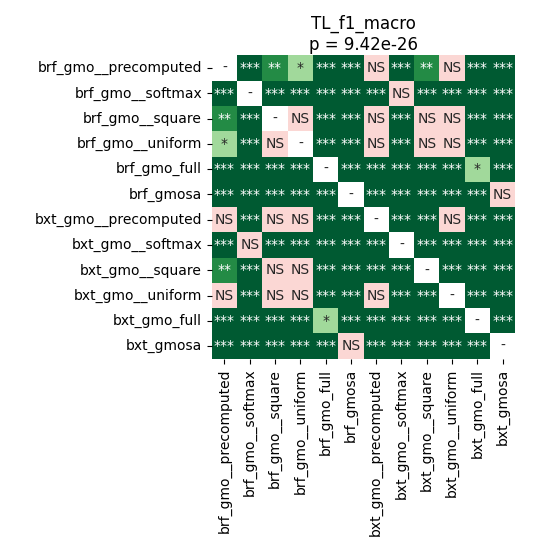 TL_f1_macro
p = 9.42e-26
brf_gmo__precomputed - *** ** * *** *** NS *** ** NS *** ***
brf_gmo__softmax *** - *** *** *** *** *** NS *** *** *** ***
brf_gmo__square ** *** - NS *** *** NS *** NS NS *** ***
brf_gmo__uniform * *** NS - *** *** NS *** NS NS *** ***
brf_gmo_full *** *** *** *** - *** *** *** *** *** * ***
brf_gmosa *** *** *** *** *** - *** *** *** *** *** NS
bxt_gmo__precomputed NS *** NS NS *** *** - *** *** NS *** ***
bxt_gmo__softmax *** NS *** *** *** *** *** - *** *** *** ***
bxt_gmo__square ** *** NS NS *** *** *** *** - *** *** ***
bxt_gmo__uniform NS *** NS NS *** *** NS *** *** - *** ***
bxt_gmo_full *** *** *** *** * *** *** *** *** *** - ***
bxt_gmosa *** *** *** *** *** NS *** *** *** *** *** -
brf_gmo__precomputed
brf_gmo__softmax
brf_gmo__square
brf_gmo__uniform
brf_gmo_full
brf_gmosa
bxt_gmo__precomputed
bxt_gmo__softmax
bxt_gmo__square
bxt_gmo__uniform
bxt_gmo_full
bxt_gmosa